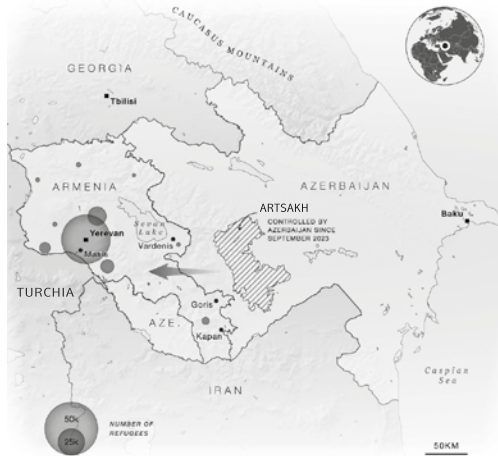 CAUCASUS MOUNTAINS
GEORGIA
Tbilisi
ARMENIA
AZERBAIJAN
ARTSAKH
CONTROLLED BY
AZERBAIJAN SINCE
SEPTEMBER 2023
Baku
Sevan
Lake
Yerevan
Vardenis
Masis
TURCHIA
Goris
AZE.
Kapan
IRAN
Caspian
Sea
50k
25k
NUMBER OF
REFUGEES
50KM